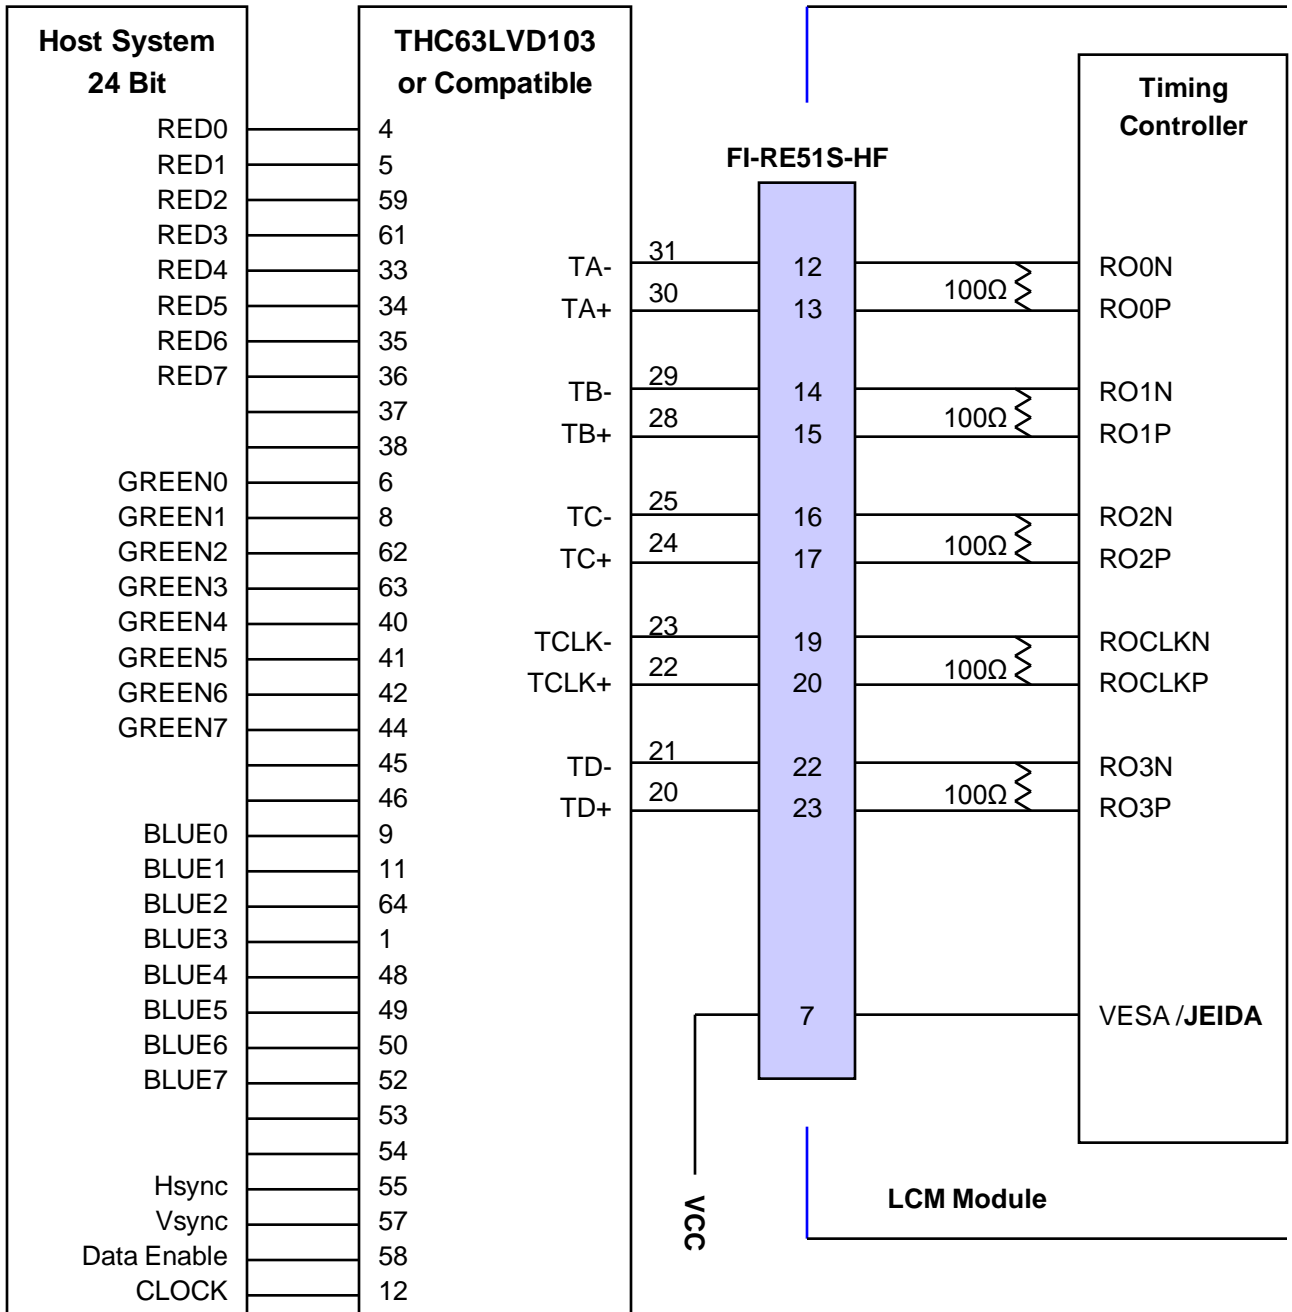 Host System
24 Bit
RED0
RED1
RED2
RED3
RED4
RED5
RED6
RED7
GREEN0
GREEN1
GREEN2
GREEN3
GREEN4
GREEN5
GREEN6
GREEN7
BLUE0
BLUE1
BLUE2
BLUE3
BLUE4
BLUE5
BLUE6
BLUE7
Hsync
Vsync
Data Enable
CLOCK
THC63LVD103
or Compatible
4
5
59
61
33
34
35
36
37
38
6
8
62
63
40
41
42
44
45
46
9
11
64
1
48
49
50
52
53
54
55
57
58
12
TA- 31
TA+ 30
TB- 29
TB+ 28
TC- 25
TC+ 24
TCLK- 23
TCLK+ 22
TD- 21
TD+ 20
FI-RE51S-HF
12
13
14
15
16
17
19
20
22
23
7
VCC
100Ω
100Ω
100Ω
100Ω
100Ω
Timing
Controller
RO0N
RO0P
RO1N
RO1P
RO2N
RO2P
ROCLKN
ROCLKP
RO3N
RO3P
VESA /JEIDA
LCM Module